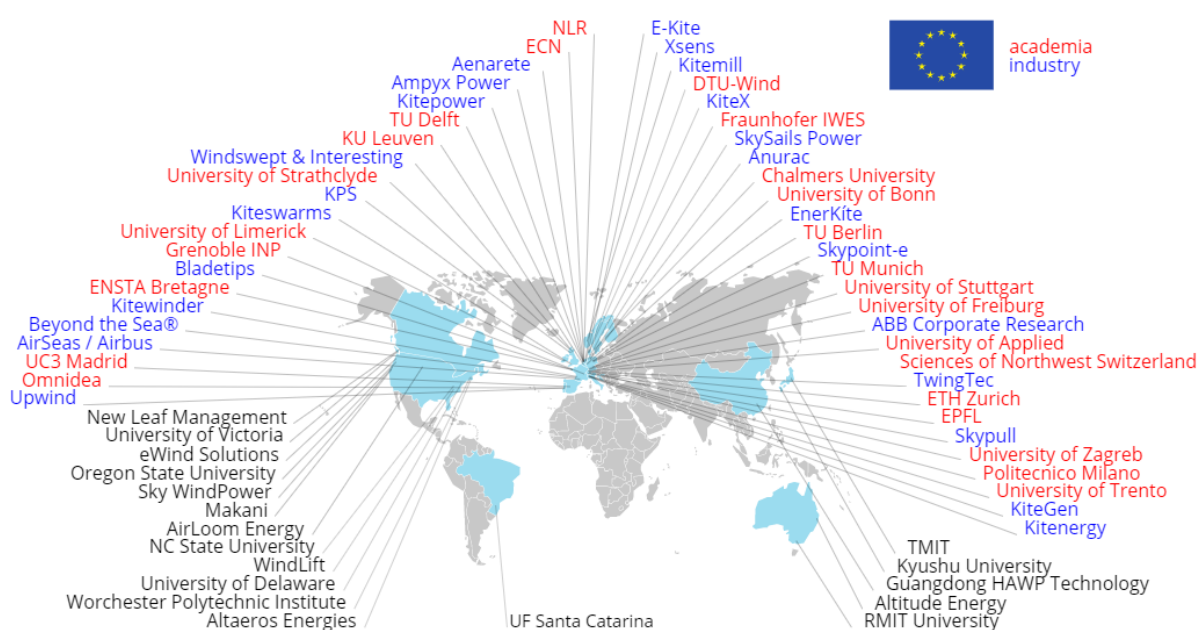 NLR
ECN
Aenarete
Ampyx Power
Kitepower
TU Delft
KU Leuven
Windswept & Interesting
University of Strathclyde
KPS
Kiteswarms
University of Limerick
Grenoble INP
Bladetips
ENSTA Bretagne
Kitewinder
Beyond the Sea®
AirSeas / Airbus
UC3 Madrid
Omnidea
Upwind
New Leaf Management
University of Victoria
eWind Solutions
Oregon State University
Sky WindPower
Makani
AirLoom Energy
NC State University
WindLift
University of Delaware
Worchester Polytechnic Institute
Altaeros Energies
UF Santa Catarina
E-Kite
Xsens
Kitemill
DTU-Wind
KiteX
Fraunhofer IWES
SkySails Power
Anurac
Chalmers University
University of Bonn
EnerKíte
TU Berlin
Skypoint-e
TU Munich
University of Stuttgart
University of Freiburg
ABB Corporate Research
University of Applied
Sciences of Northwest Switzerland
TwingTec
ETH Zurich
EPFL
Skypull
University of Zagreb
Politecnico Milano
University of Trento
KiteGen
Kitenergy
TMIT
Kyushu University
Guangdong HAWP Technology
Altitude Energy
RMIT University
academia
industry